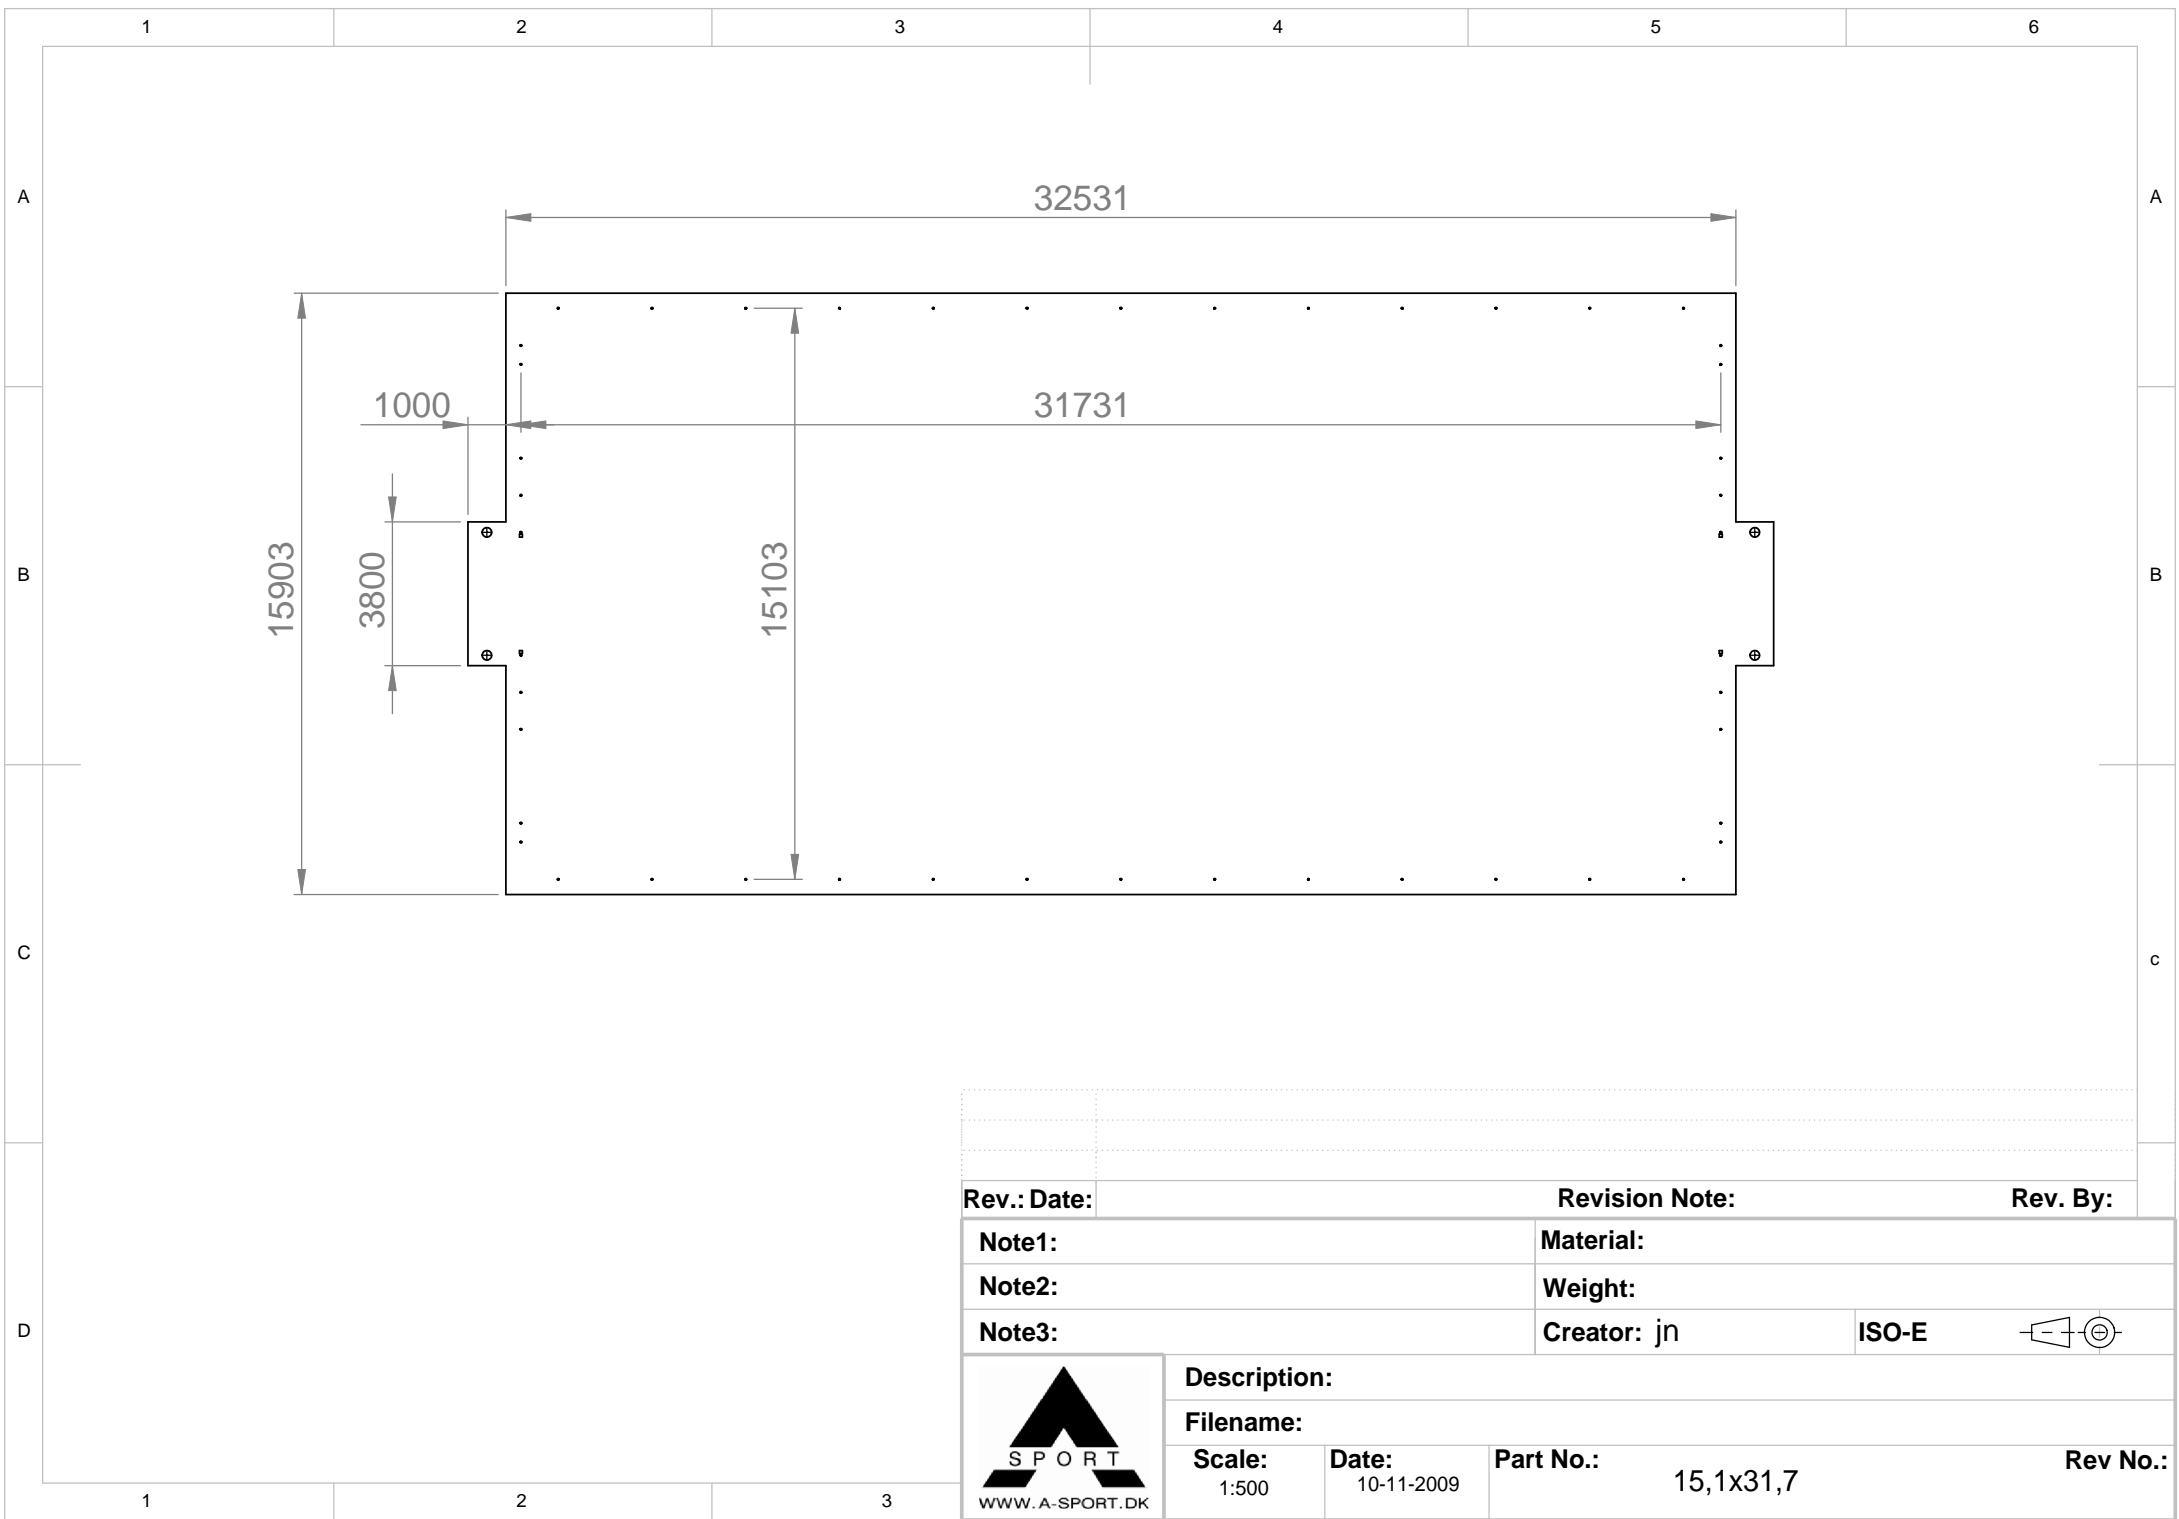 1 2 3 4 5 6
A A
32531
1000 31731
15903 3800 15103
B B
C c
D
Rev.: Date: Revision Note: Rev. By:
Note1: Material:
Note2: Weight:
Note3: Creator: jn ISO-E
Description:
Filename:
SPORT
WWW.A-SPORT.DK
Scale: Date: Part No.: Rev No.:
1:500 10-11-2009 15,1x31,7
1 2 3